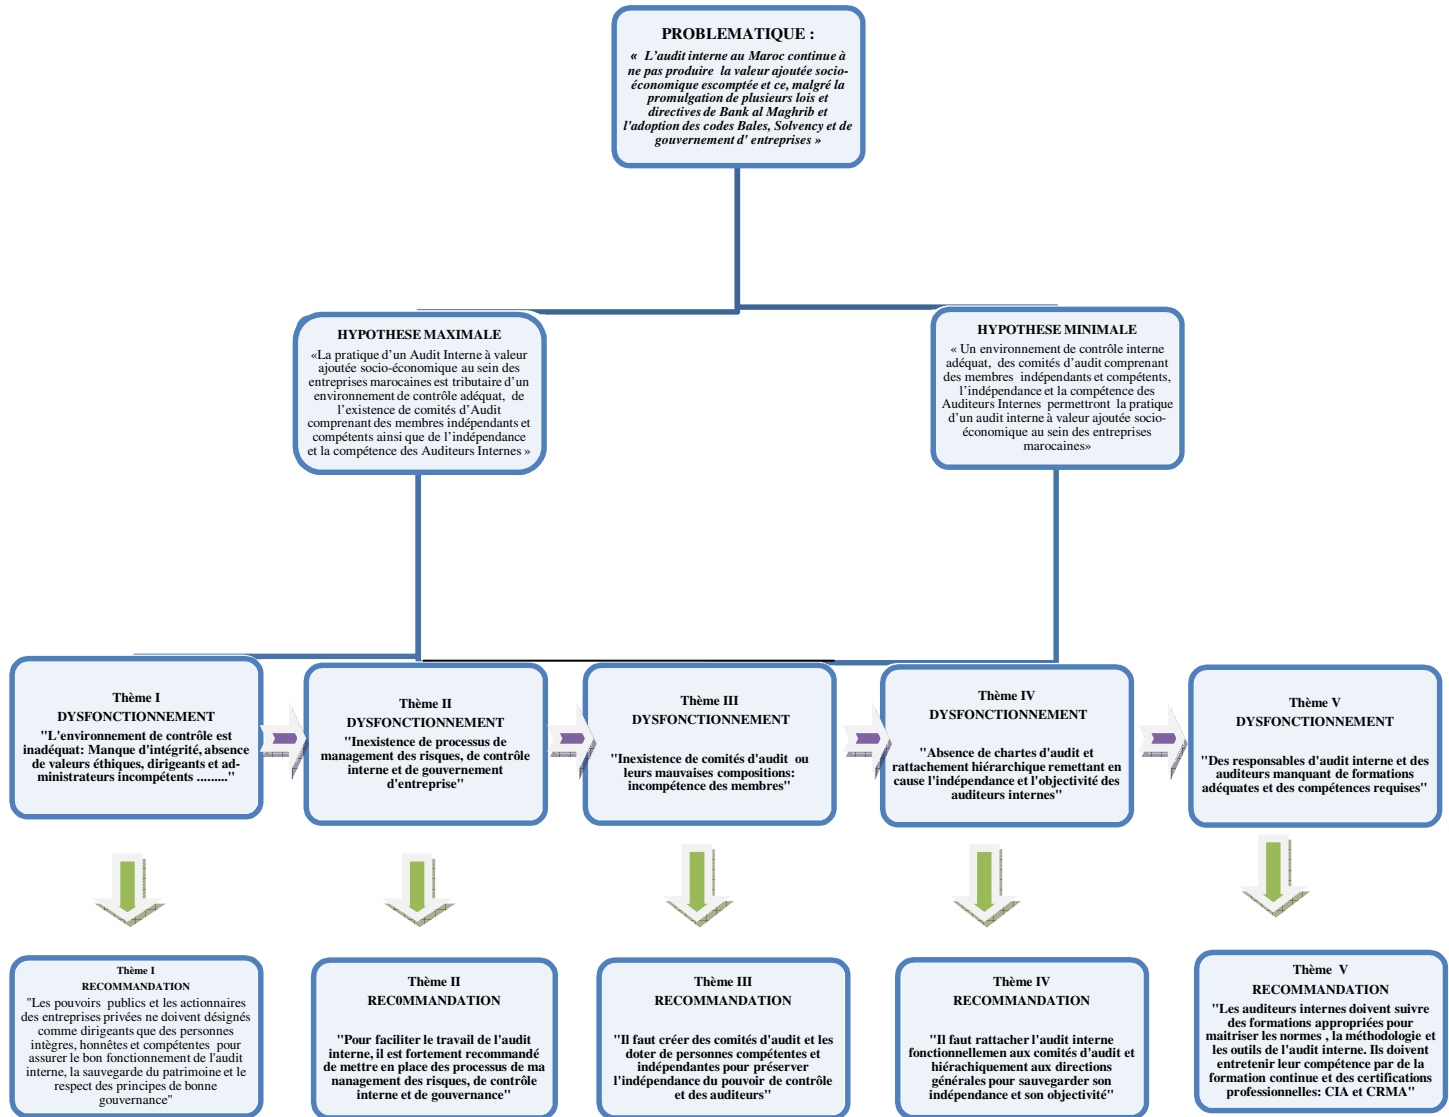 PROBLEMATIQUE :
« L'audit interne au Maroc continue à
ne pas produire la valeur ajoutée socio-
économique escomptée et ce, malgré la
promulgation de plusieurs lois et
directives de Bank al Maghrib et
l'adoption des codes Bales, Solvency et de
gouvernement d' entreprises »
HYPOTHESE MAXIMALE
«La pratique d'un Audit Interne à valeur
ajoutée socio-économique au sein des
entreprises marocaines est tributaire d'un
environnement de contrôle adéquat, de
l'existence de comités d'Audit
comprenant des membres indépendants et
compétents ainsi que de l'indépendance
et la compétence des Auditeurs Internes »
HYPOTHESE MINIMALE
« Un environnement de contrôle interne
adéquat, des comités d'audit comprenant
des membres indépendants et compétents,
l'indépendance et la compétence des
Auditeurs Internes permettront la pratique
d'un audit interne à valeur ajoutée socio-
économique au sein des entreprises
marocaines»
Thème I
DYSFONCTIONNEMENT
"L'environnement de contrôle est
inadéquat: Manque d'intégrité, absence
de valeurs éthiques, dirigeants et ad-
ministrateurs incompétents ........."
Thème II
DYSFONCTIONNEMENT
"Inexistence de processus de
management des risques, de contrôle
interne et de gouvernement
d'entreprise"
Thème III
DYSFONCTIONNEMENT
"Inexistence de comités d'audit ou
leurs mauvaises compositions:
incompétence des membres"
Thème IV
DYSFONCTIONNEMENT
"Absence de chartes d'audit et
rattachement hiérarchique remettant en
cause l'indépendance et l'objectivité des
auditeurs internes"
Thème V
DYSFONCTIONNEMENT
"Des responsables d'audit interne et des
auditeurs manquant de formations
adéquates et des compétences requises"
Thème I
RECOMMANDATION
"Les pouvoirs publics et les actionnaires
des entreprises privées ne doivent désignés
comme dirigeants que des personnes
intègres, honnêtes et competentes pour
assurer le bon fonctionnement de l'audit
interne, la sauvegarde du patrimoine et le
respect des principes de bonne
gouvernance"
Thème II
REC0MMANDATION
"Pour faciliter le travail de l'audit
interne, il est fortement recommandé
de mettre en place des processus de ma
nanagement des risques, de contrôle
interne et de gouvernance"
Thème III
RECOMMANDATION
"Il faut créer des comités d'audit et les
doter de personnes compétentes et
indépendantes pour préserver
l'indépendance du pouvoir de contrôle
et des auditeurs"
Thème IV
RECOMMANDATION
"Il faut rattacher l'audit interne
fonctionnellemen aux comités d'audit et
hiérachiquement aux directions
générales pour sauvegarder son
indépendance et son objectivité"
Thème V
RECOMMANDATION
"Les auditeurs internes doivent suivre
des formations appropriées pour
maitriser les normes , la méthodologie et
les outils de l'audit interne. Ils doivent
entretenir leur compétence par de la
formation continue et des certifications
professionnelles: CIA et CRMA"